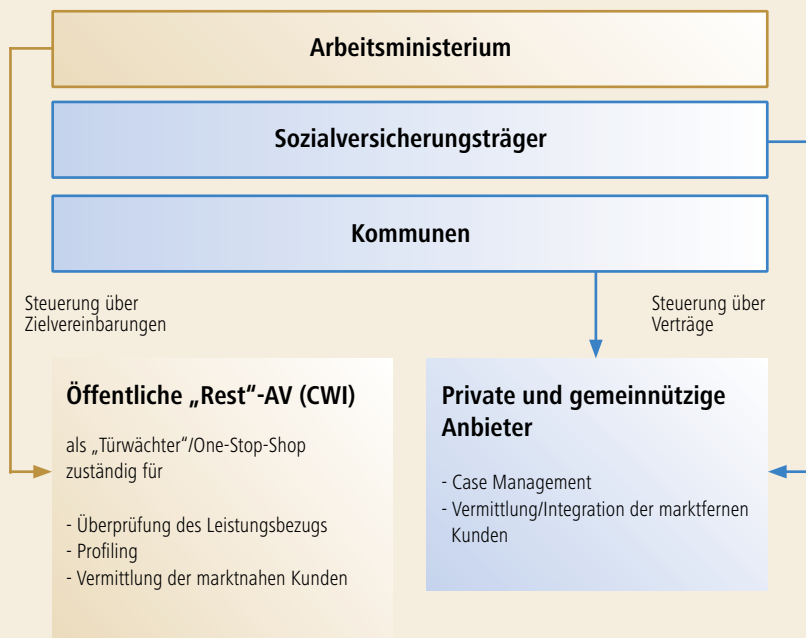 Arbeitsministerium
Sozialversicherungsträger
Kommunen
Steuerung über
Zielvereinbarungen
Steuerung über
Verträge
Öffentliche „Rest“-AV (CWI)
als „Türwächter“/One-Stop-Shop
zuständig für
- Überprüfung des Leistungsbezugs
- Profiling
- Vermittlung der marktnahen Kunden
Private und gemeinnützige
Anbieter
- Case Management
- Vermittlung/Integration der marktfernen
Kunden